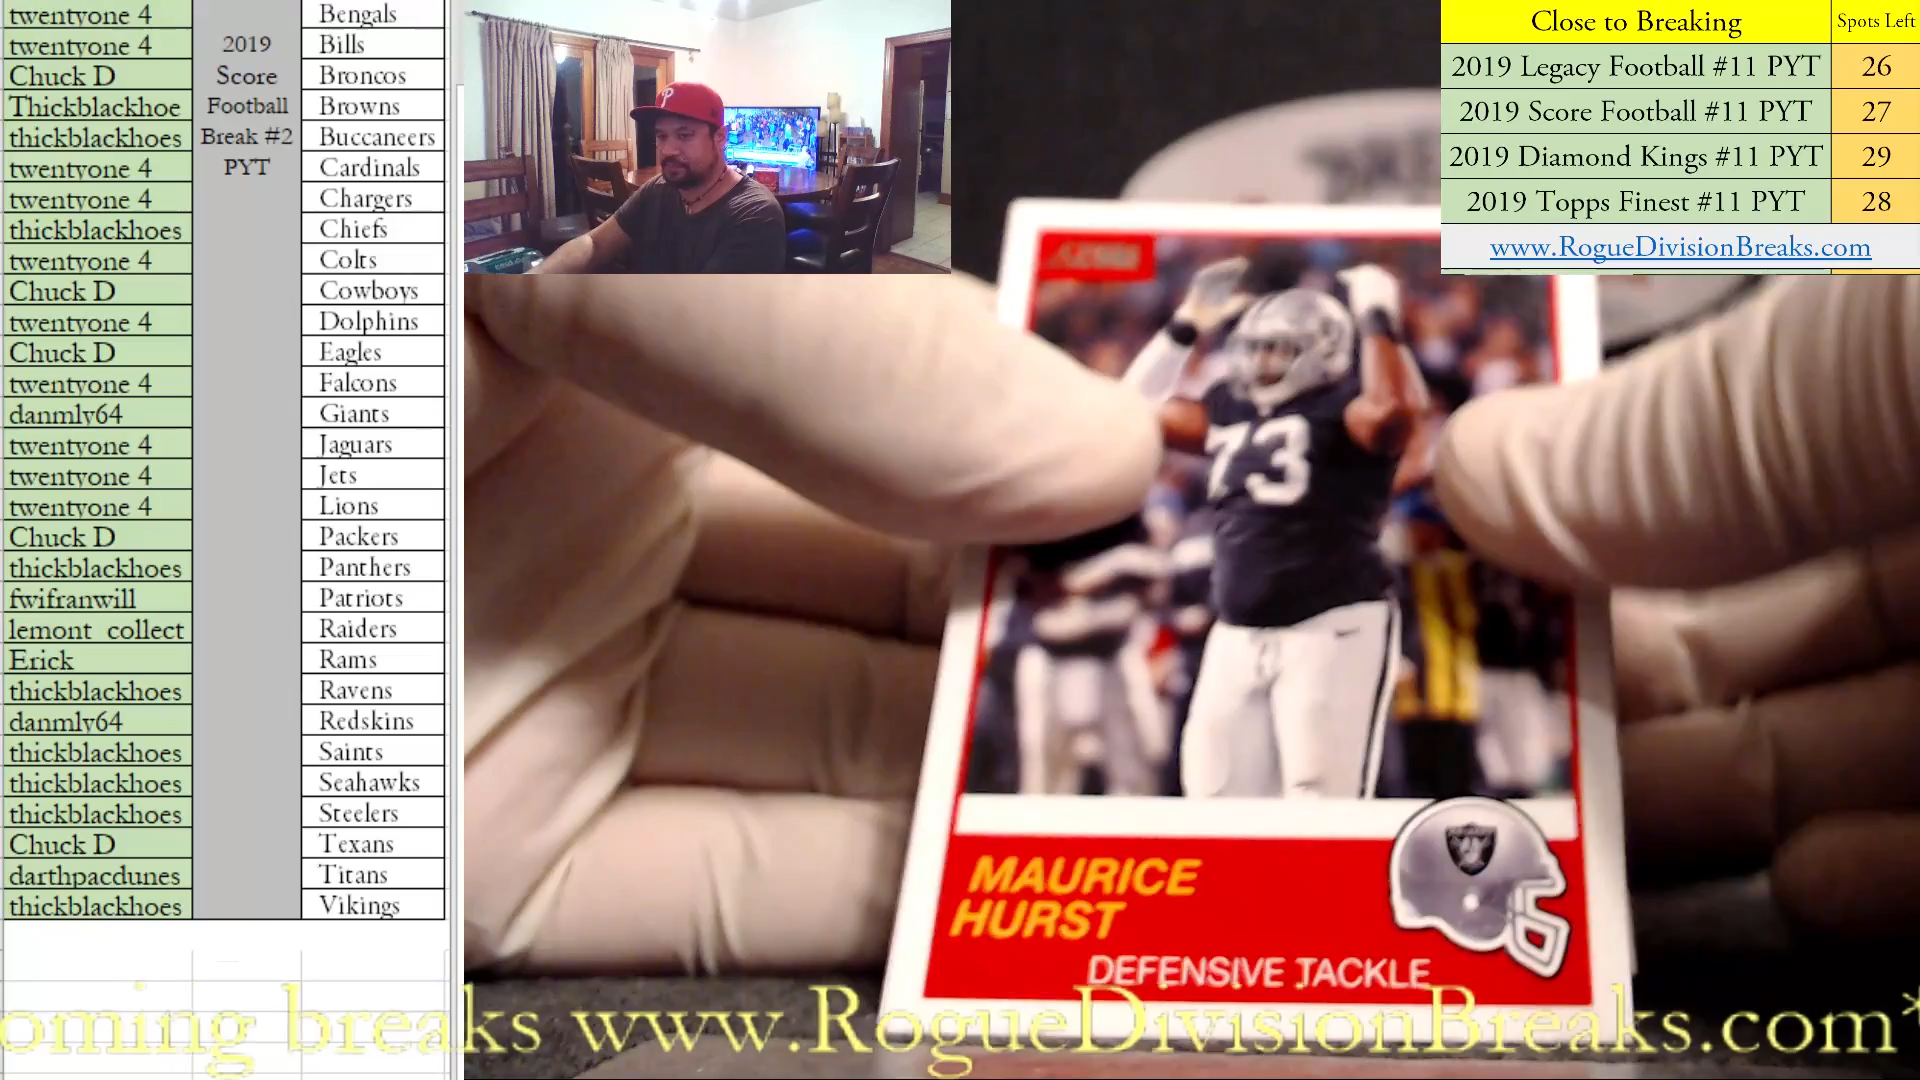 twentyone 4 Bengals
twentyone 4 2019 Bills
Chuck D Score Broncos
Thickblackhoe Football Browns
thickblackhoes Break #2 Buccaneers
twentyone 4 PYT Cardinals
twentyone 4 Chargers
thickblackhoes Chiefs
twentyone 4 Colts
Chuck D Cowboys
twentyone 4 Dolphins
Chuck D Eagles
twentyone 4 Falcons
danmly64 Giants
twentyone 4 Jaguars
twentyone 4 Jets
twentyone 4 Lions
Chuck D Packers
thickblackhoes Panthers
fwifranwill Patriots
lemont collect Raiders
Erick Rams
thickblackhoes Ravens
danmly64 Redskins
thickblackhoes Saints
thickblackhoes Seahawks
thickblackhoes Steelers
Chuck D Texans
darthpacdunes Titans
thickblackhoes Vikings
Close to Breaking Spots Left
2019 Legacy Football #11 PYT 26
2019 Score Football #11 PYT 27
2019 Diamond Kings #11 PYT 29
2019 Topps Finest #11 PYT 28
www.RogueDivisionBreaks.com
73
MAURICE
HURST
DEFENSIVE TACKLE
oming breaks www.RogueDivisionBreaks.com*